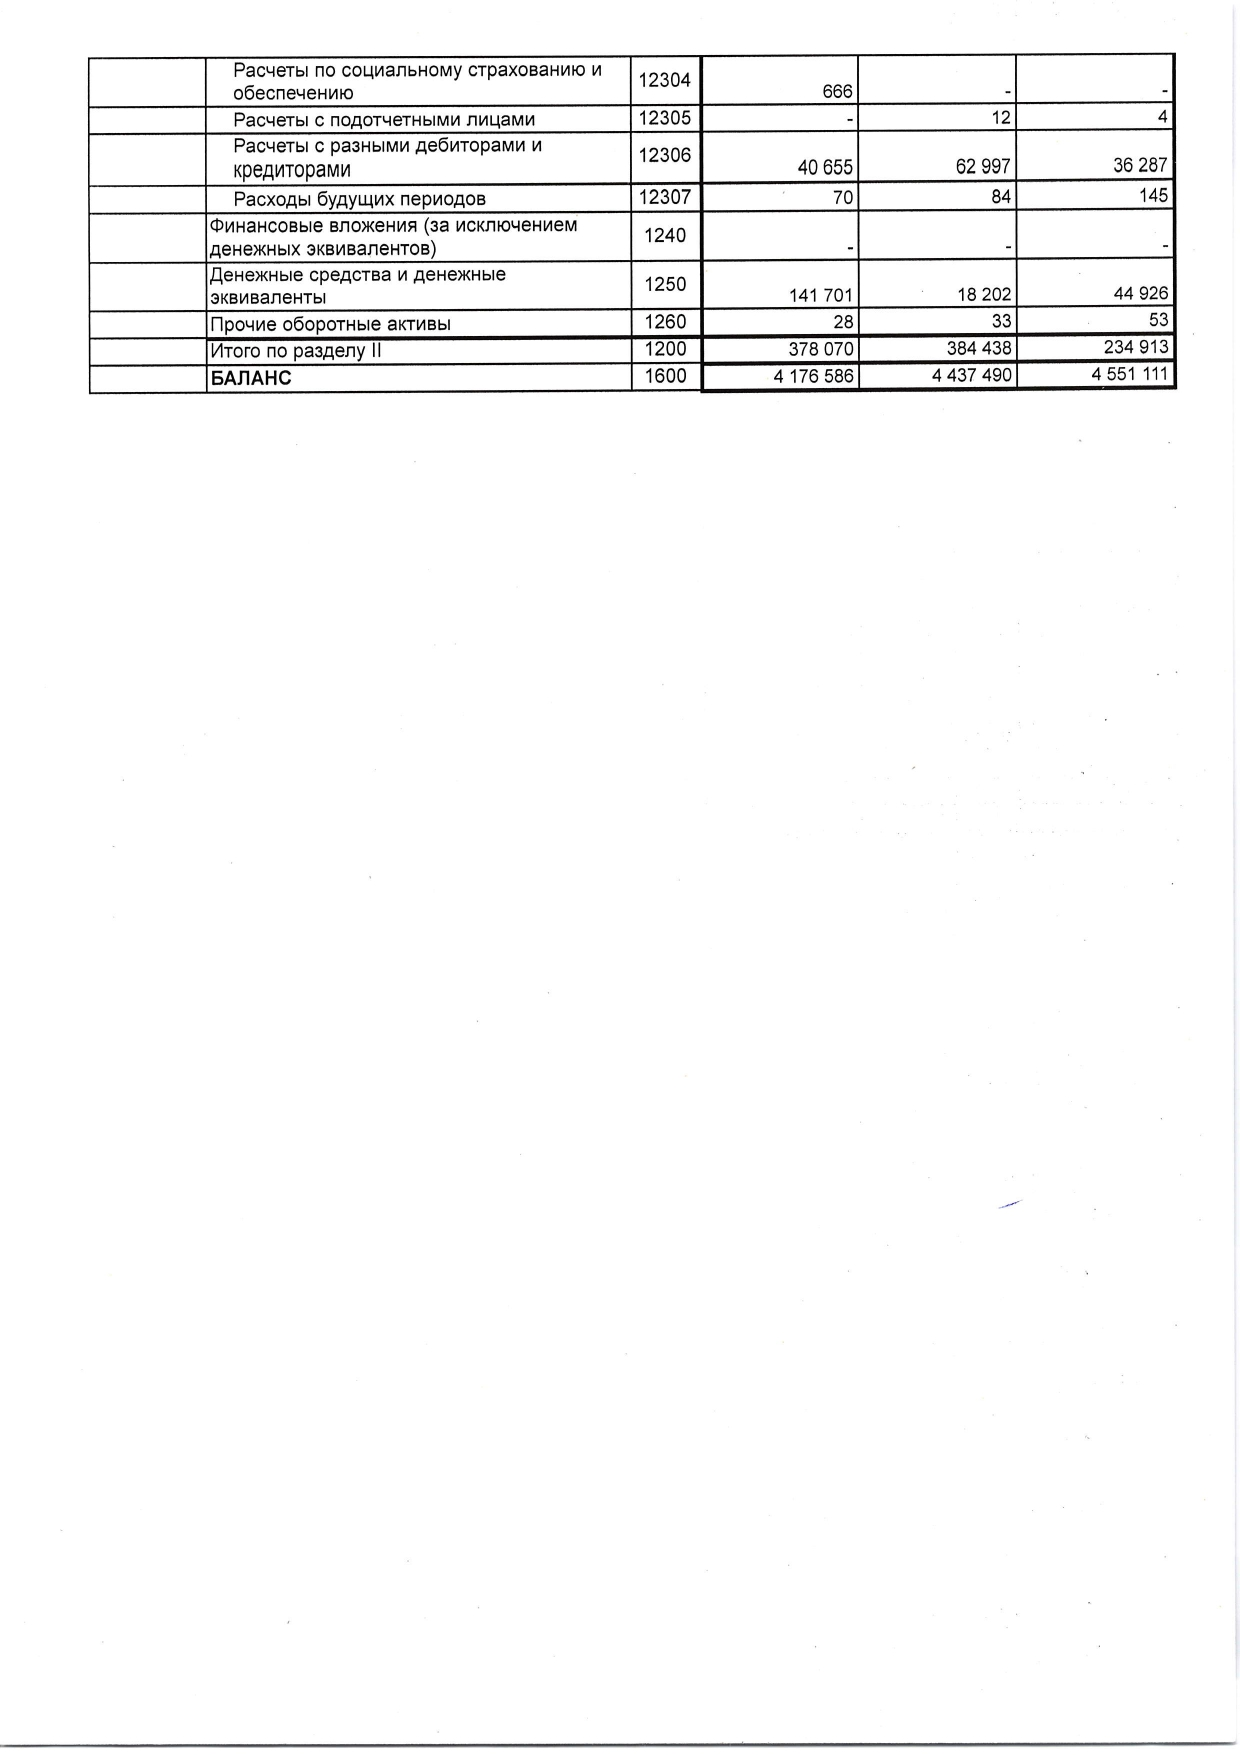 Расчеты по социальному страхованию и
обеспечению 12304 666 - -
Расчеты с подотчетными лицами 12305 - 12 4
Расчеты с разными дебиторами и
кредиторами 12306 40 655 62 997 36 287
Расходы будущих периодов 12307 70 84 145
Финансовые вложения (за исключением
денежных эквивалентов) 1240 - - -
Денежные средства и денежные
эквиваленты 1250 141 701 18 202 44 926
Прочие оборотные активы 1260 28 33 53
Итого по разделу II 1200 378 070 384 438 234 913
БАЛАНС 1600 4 176 586 4 437 490 4 551 111